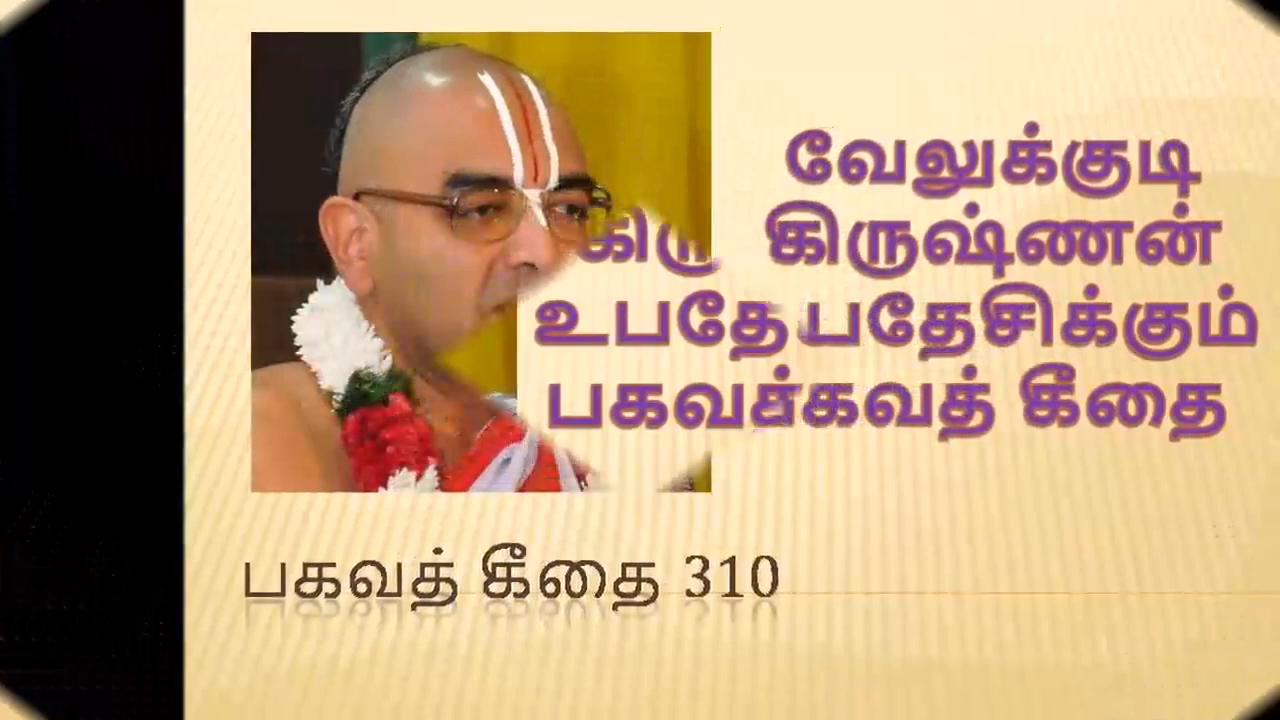 வேலுக்குடி
கிருஷ்ணன்
உபதேபதேசிக்கும்
பகவச்கவத் கீதை
பகவத் கீதை 310